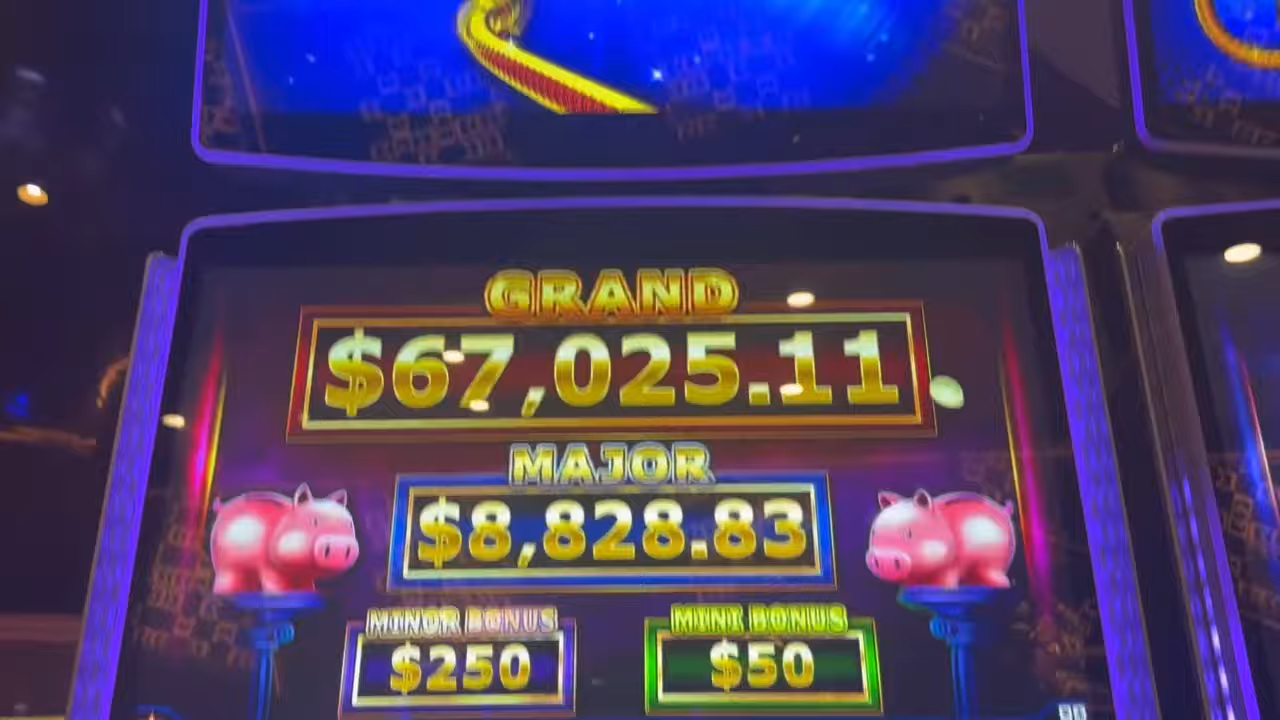 GRAND
$67,025.11
MAJOR
$8,828.83
MINOR BONUS MINI BONUS
$250 $50